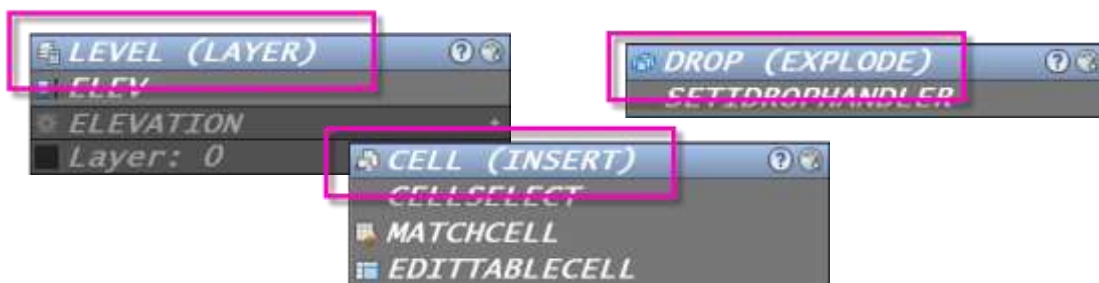 LEVEL (LAYER)
ELEV
ELEVATION
Layer: 0
DROP (EXPLODE)
SETIDROPHANDLER
CELL (INSERT)
CELLSELECT
MATCHCELL
EDITTABLECELL